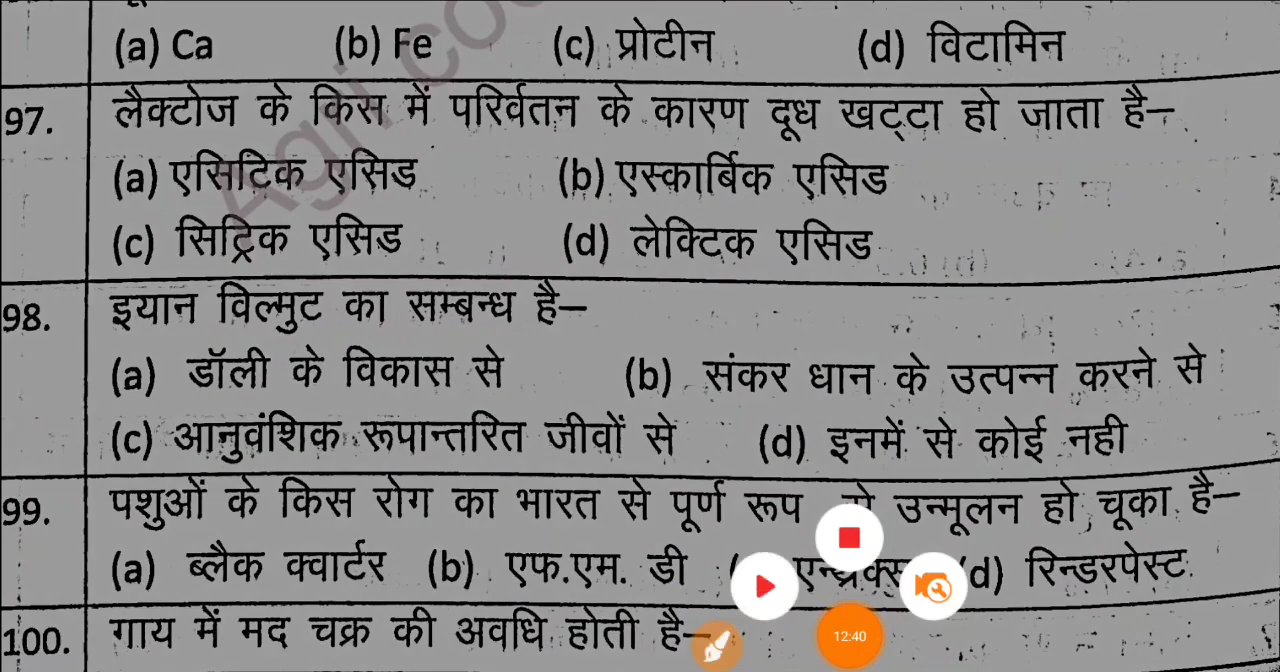 (a) Ca (b) Fe (c) प्रोटीन (d) विटामिन
97. लैक्टोज के किस में परिर्वतन के कारण दूध खट्टा हो जाता है–
(a) एसिटिक एसिड (b) एस्कार्बिक एसिड
(c) सिट्रिक एसिड (d) लेक्टिक एसिड
98. इयान विल्मुट का सम्बन्ध है–
(a) डॉली के विकास से (b) संकर धान के उत्पन्न करने से
(c) आनुवंशिक रूपान्तरित जीवों से (d) इनमें से कोई नही
99. पशुओं के किस रोग का भारत से पूर्ण रूप से उन्मूलन हो चूका है–
(a) ब्लैक क्वार्टर (b) एफ.एम. डी एन्थ्रेक्स (d) रिन्डरपेस्ट
12:40
100. गाय में मद चक्र की अवधि होती है–